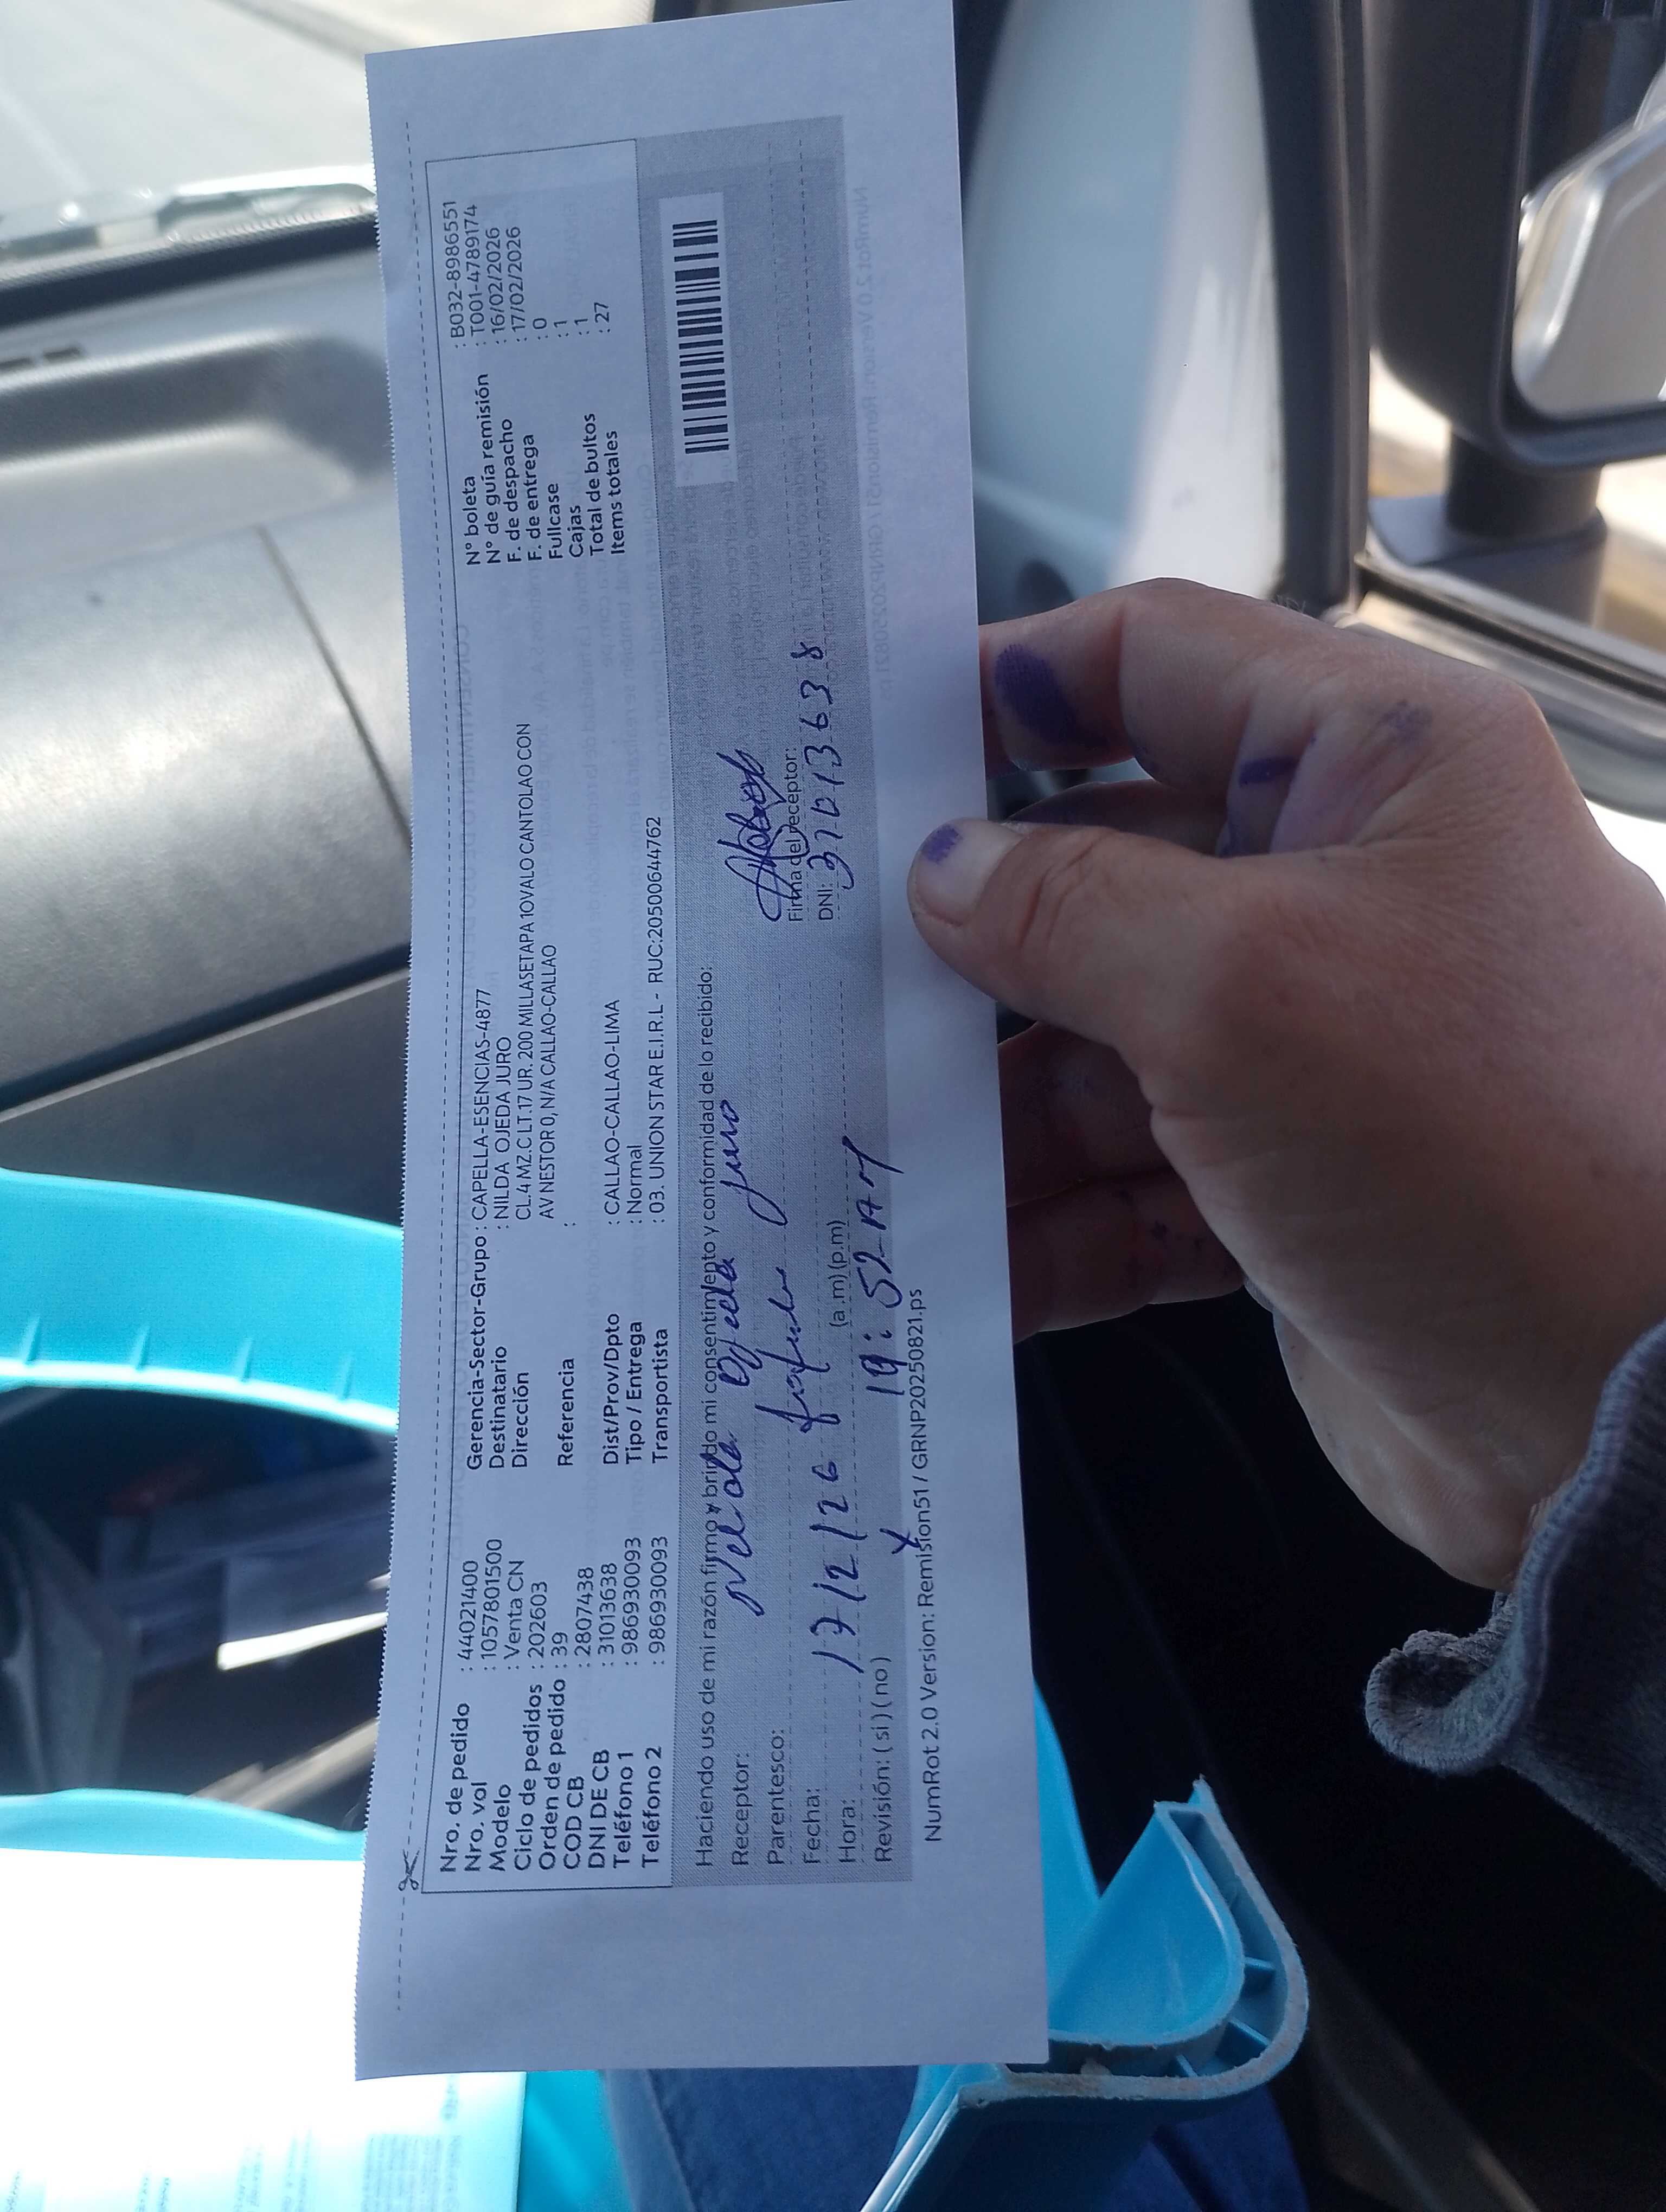 Nro. de pedido : 44021400
Nro. vol : 1057801500
Modelo : Venta CN
Ciclo de pedidos : 202603
Orden de pedido : 39
COD CB : 2807438
DNI DE CB : 31013638
Teléfono 1 : 986930093
Teléfono 2 : 986930093
Gerencia-Sector-Grupo : CAPELLA-ESENCIAS-4877
Destinatario : NILDA OJEDA JURO
Dirección CL.4 MZ.C LT.17 UR. 200 MILLASETAPA 1OVALO CANTOLAO CON
AV NESTOR 0, N/A CALLAO-CALLAO
Referencia :
Dist/Prov/Dpto : CALLAO-CALLAO-LIMA
Tipo / Entrega : Normal
Transportista : 03. UNION STAR E.I.R.L - RUC:20500644762
N° boleta : B032-8986551
N° de guía remisión : T001-4789174
F. de despacho : 16/02/2026
F. de entrega : 17/02/2026
Fullcase : 0
Cajas : 1
Total de bultos : 1
Items totales : 27
Haciendo uso de mi razón firmo y brindo mi consentimiento y conformidad de lo recibido:
Receptor: Ojeda Juro
Parentesco:
Fecha: 17/2/26
Hora: (a.m) (p.m) 52 AM
Revisión: ( si ) ( no ) X
Firma del receptor:
DNI: 31013638
NumRot 2.0 Version: Remision51 / GRNP20250821.ps